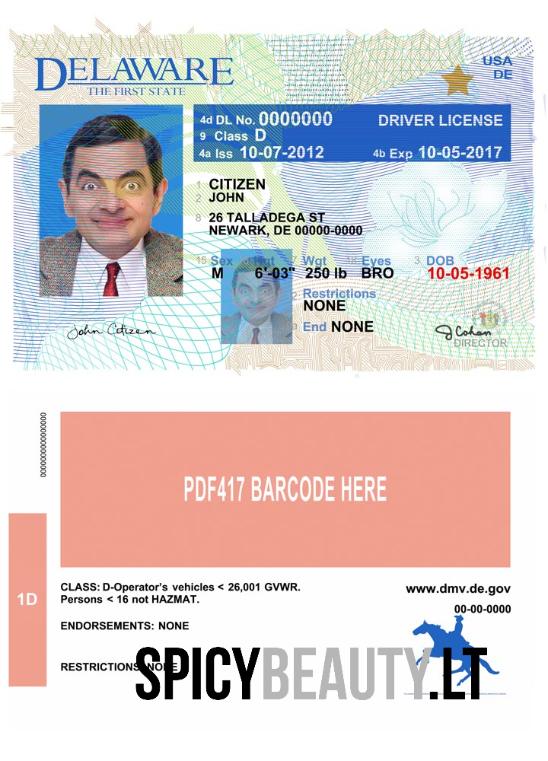 DELAWARE
THE FIRST STATE
USA
DE
4d DL No. 0000000 DRIVER LICENSE
9 Class D
4a Iss 10-07-2012 4b Exp 10-05-2017
1 CITIZEN
2 JOHN
8 26 TALLADEGA ST
NEWARK, DE 00000-0000
15 Sex Hgt Wgt 18 Eyes 3 DOB
M 6'-03" 250 lb BRO 10-05-1961
Restrictions
NONE
End NONE
John Citizen
J Cohan
DIRECTOR
PDF417 BARCODE HERE
1D
CLASS: D-Operator's vehicles < 26,001 GVWR.
Persons < 16 not HAZMAT.
www.dmv.de.gov
00-00-0000
ENDORSEMENTS: NONE
RESTRICTIONS: NONE
SPICYBEAUTY.LT